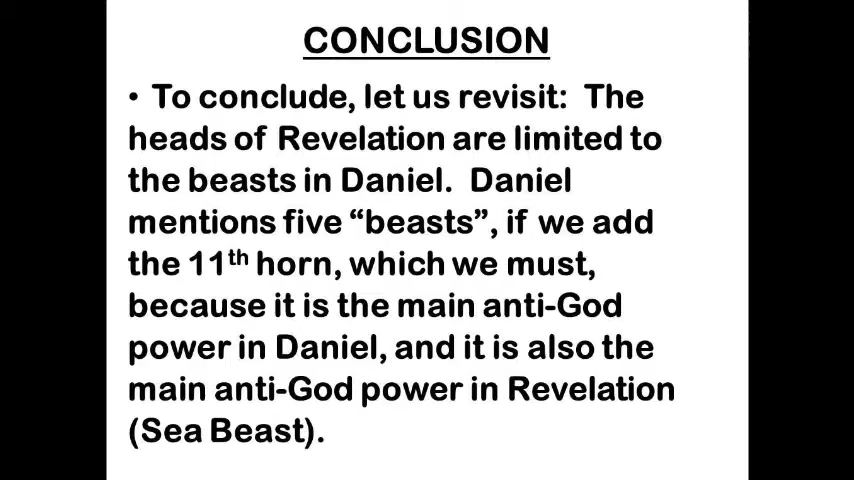 CONCLUSION
• To conclude, let us revisit:  The
heads of Revelation are limited to
the beasts in Daniel.  Daniel
mentions five “beasts”, if we add
the 11th horn, which we must,
because it is the main anti-God
power in Daniel, and it is also the
main anti-God power in Revelation
(Sea Beast).